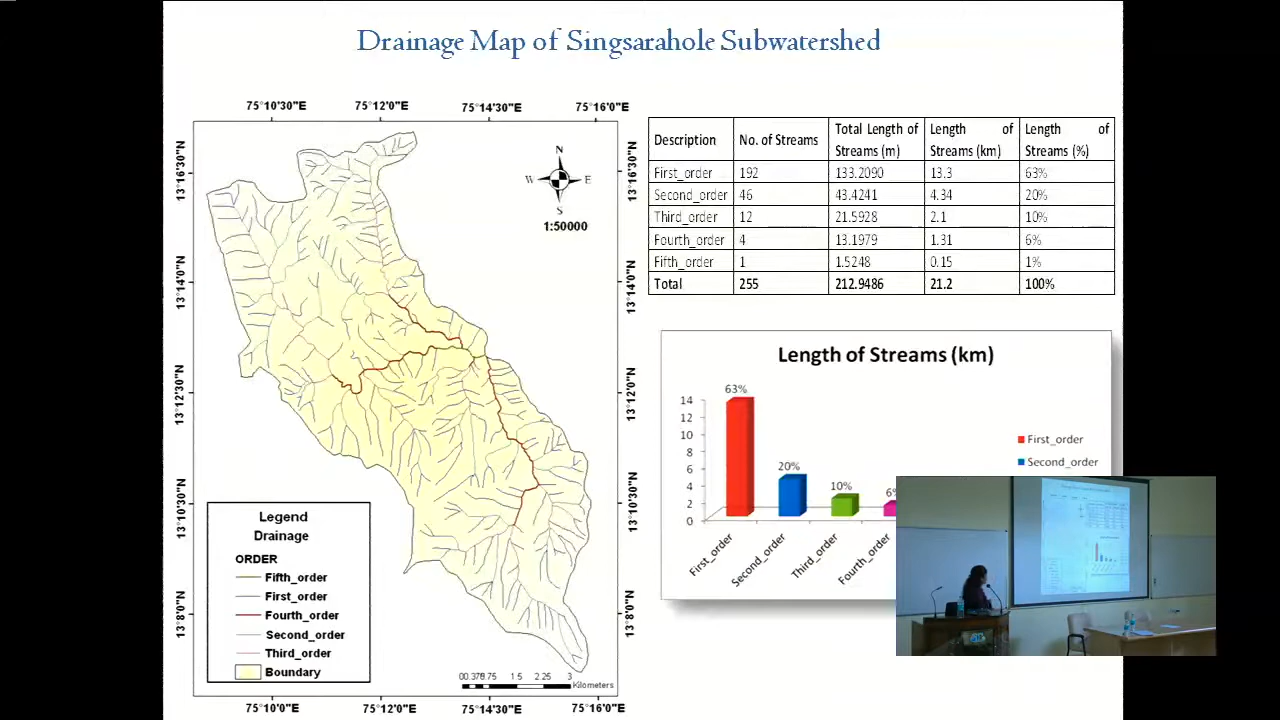 Drainage Map of Singsarahole Subwatershed
75°10'30"E 75°12'0"E 75°14'30"E 75°16'0"E
13°16'30"N
13°14'0"N
13°12'30"N
13°10'30"N
13°8'0"N
N
W E
S
1:50000
13°16'30"N
13°14'0"N
13°12'0"N
13°10'30"N
13°8'0"N
Legend
Drainage
ORDER
Fifth_order
First_order
Fourth_order
Second_order
Third_order
Boundary
00.375.75 1.5 2.25 3
Kilometers
75°10'0"E 75°12'0"E 75°14'30"E 75°16'0"E
Description No. of Streams Total Length of Streams (m) Length of Streams (km) Length of Streams (%)
First_order 192 133.2090 13.3 63%
Second_order 46 43.4241 4.34 20%
Third_order 12 21.5928 2.1 10%
Fourth_order 4 13.1979 1.31 6%
Fifth_order 1 1.5248 0.15 1%
Total 255 212.9486 21.2 100%
Length of Streams (km)
14
12
10
8
6
4
2
0
63%
20%
10%
6%
First_order
Second_order
Third_order
Fourth_order
First_order
Second_order